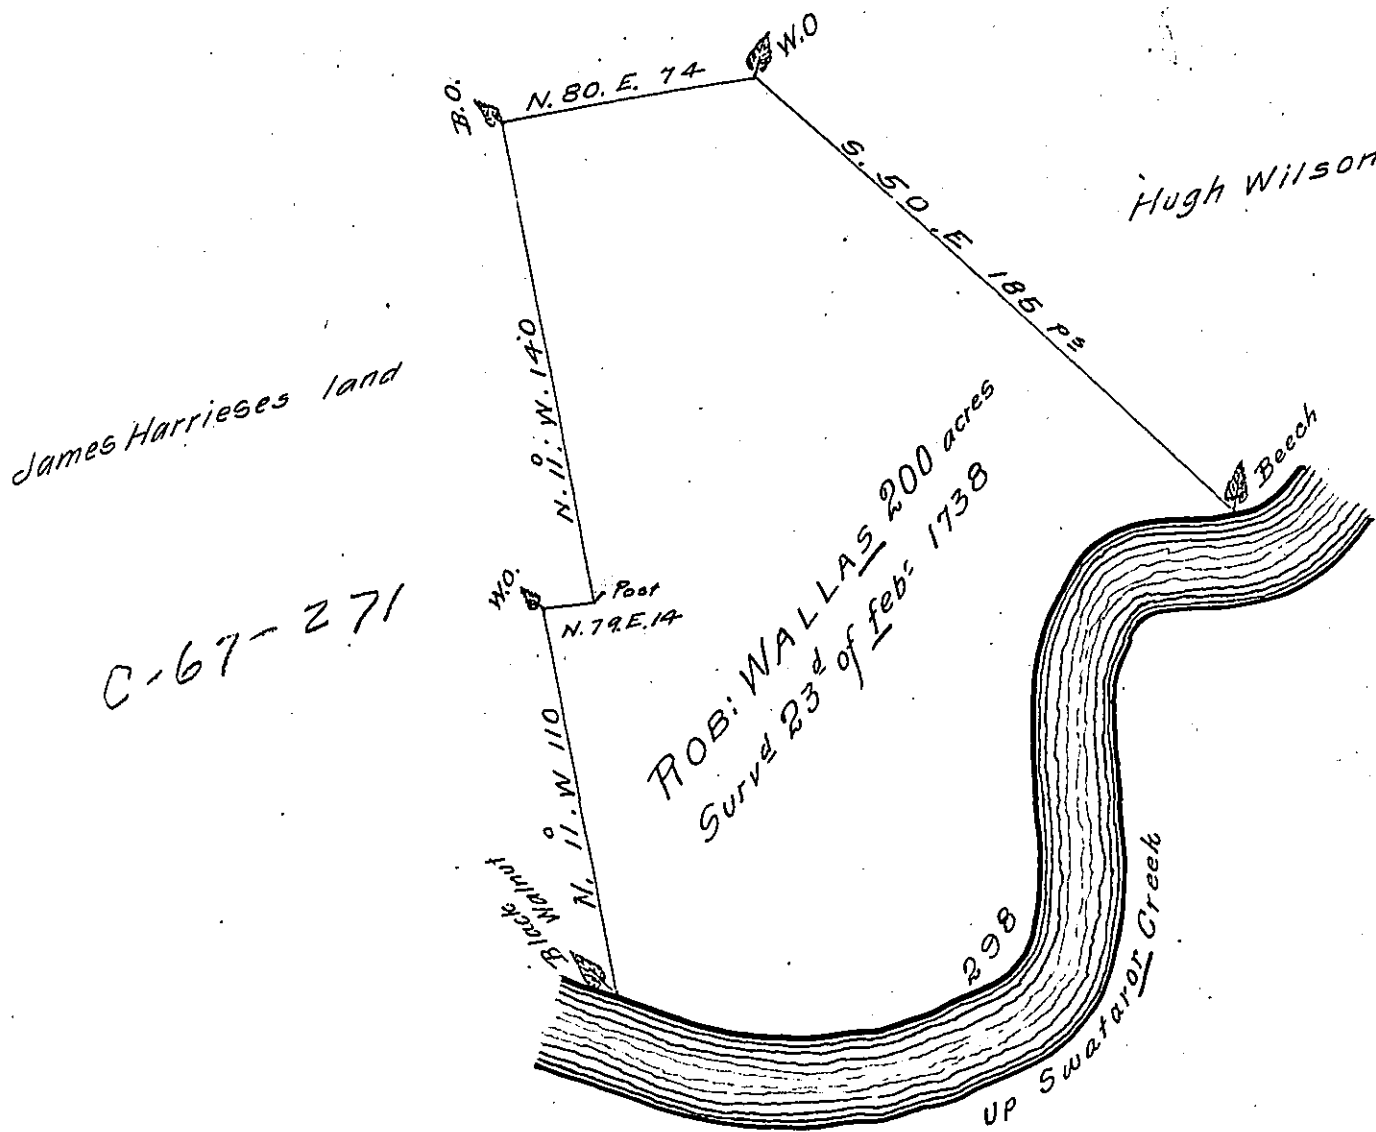 W.O
B.O.
N. 80. E. 74
S. 50. E 185 ps
Hugh Wilson
N. 11°. W. 140
James Harrieses land
Beech
ROB: WALLAS 200 acres
Survd 23d of feb: 1738
W.O.
Post
N. 79. E. 14
C-67-271
N. 11°. W 110
Black
Walnut
298
UP Swataror Creek